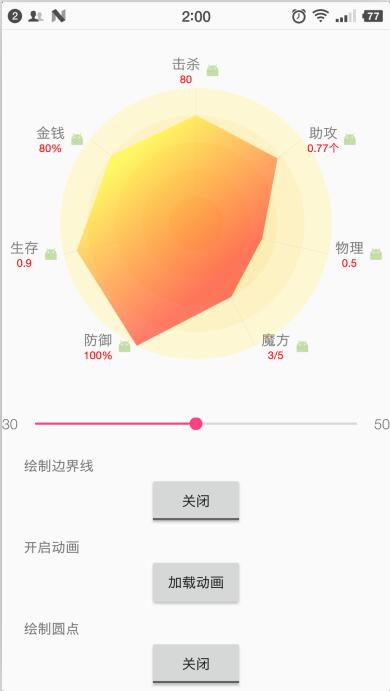 2
2:00
77
击杀
80
金钱
80%
助攻
0.77个
生存
0.9
物理
0.5
防御
100%
魔方
3/5
30
50
绘制边界线
关闭
开启动画
加载动画
绘制圆点
关闭